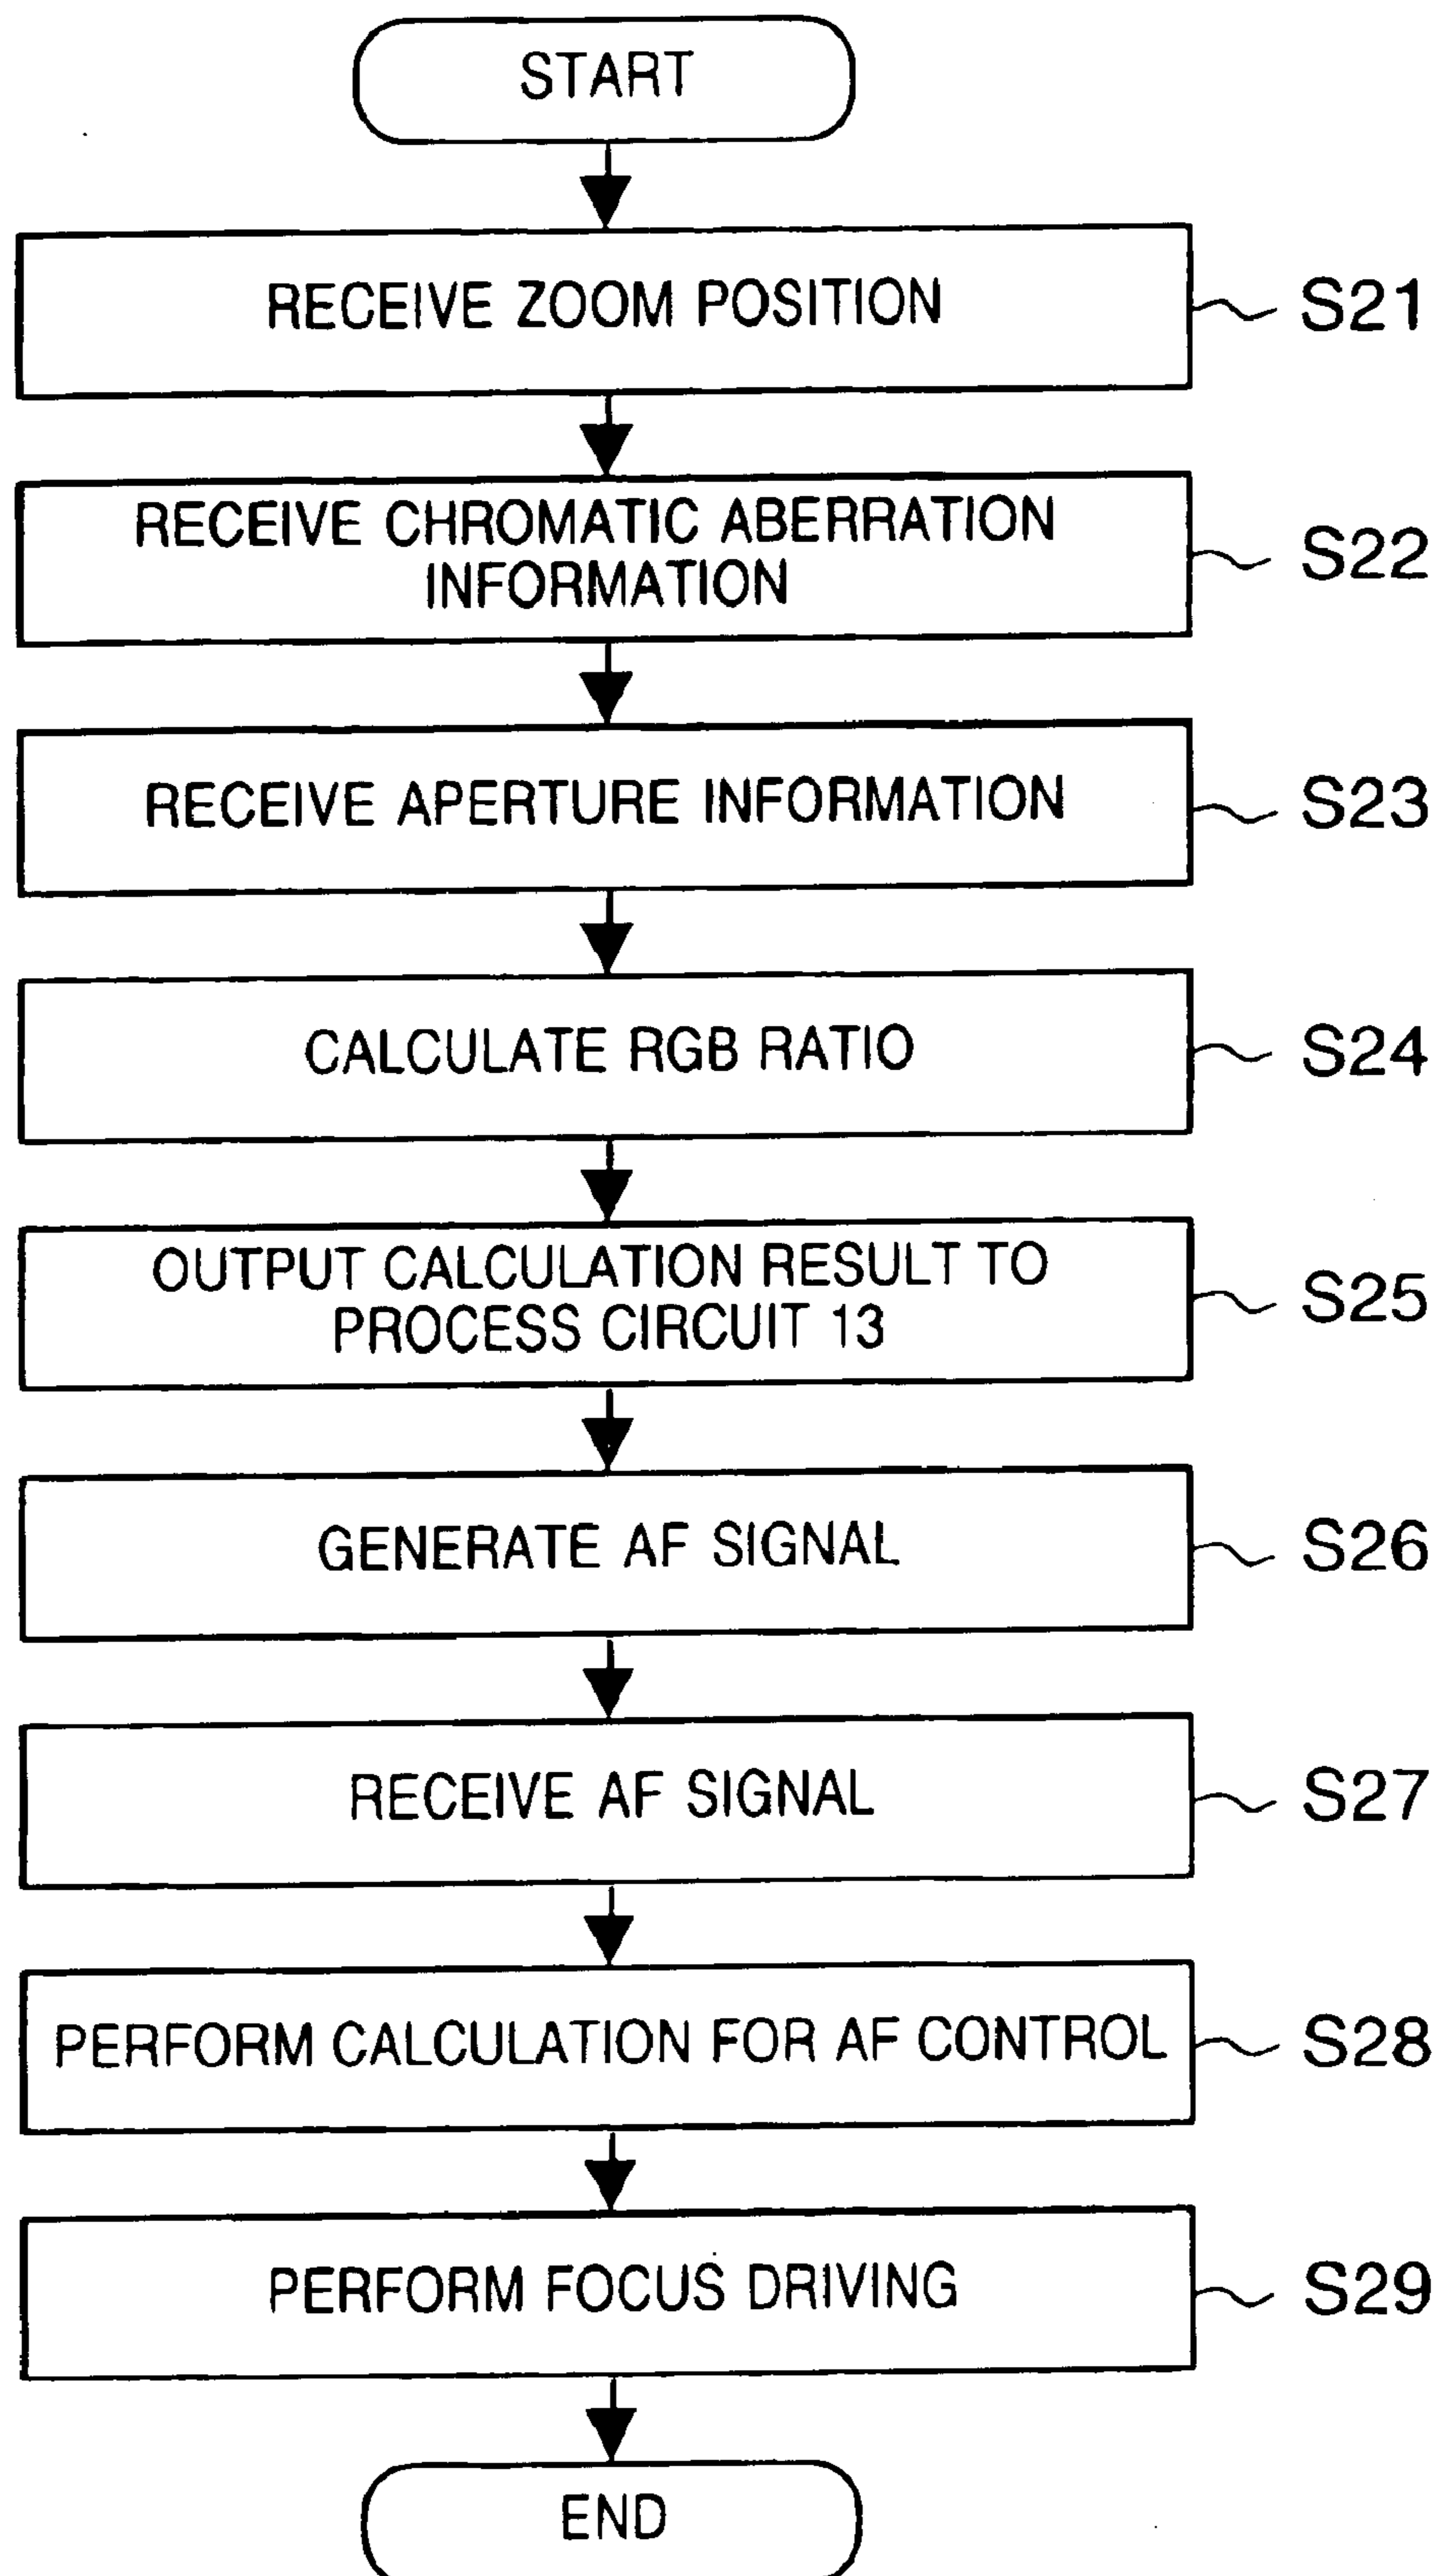 START
RECEIVE ZOOM POSITION
S21
RECEIVE CHROMATIC ABERRATION
INFORMATION
S22
RECEIVE APERTURE INFORMATION
S23
CALCULATE RGB RATIO
S24
OUTPUT CALCULATION RESULT TO
PROCESS CIRCUIT 13
S25
GENERATE AF SIGNAL
S26
RECEIVE AF SIGNAL
S27
PERFORM CALCULATION FOR AF CONTROL
S28
PERFORM FOCUS DRIVING
S29
END